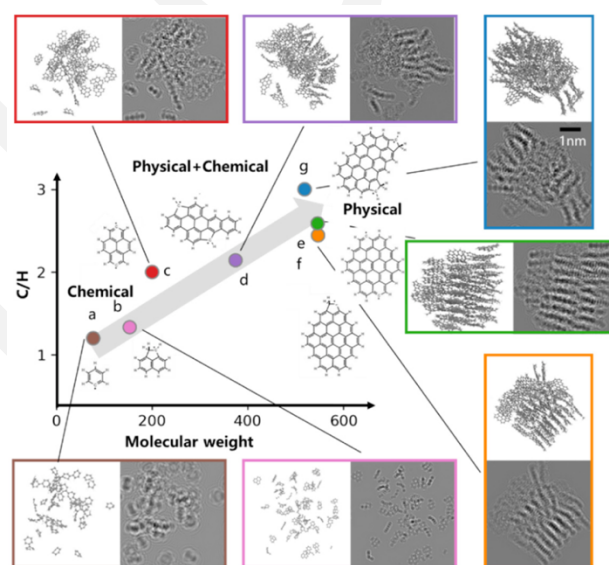 1nm
Physical+Chemical
g
3
Physical
C/H
2
c
e
d
f
Chemical
b
a
1
0
200
400
600
Molecular weight